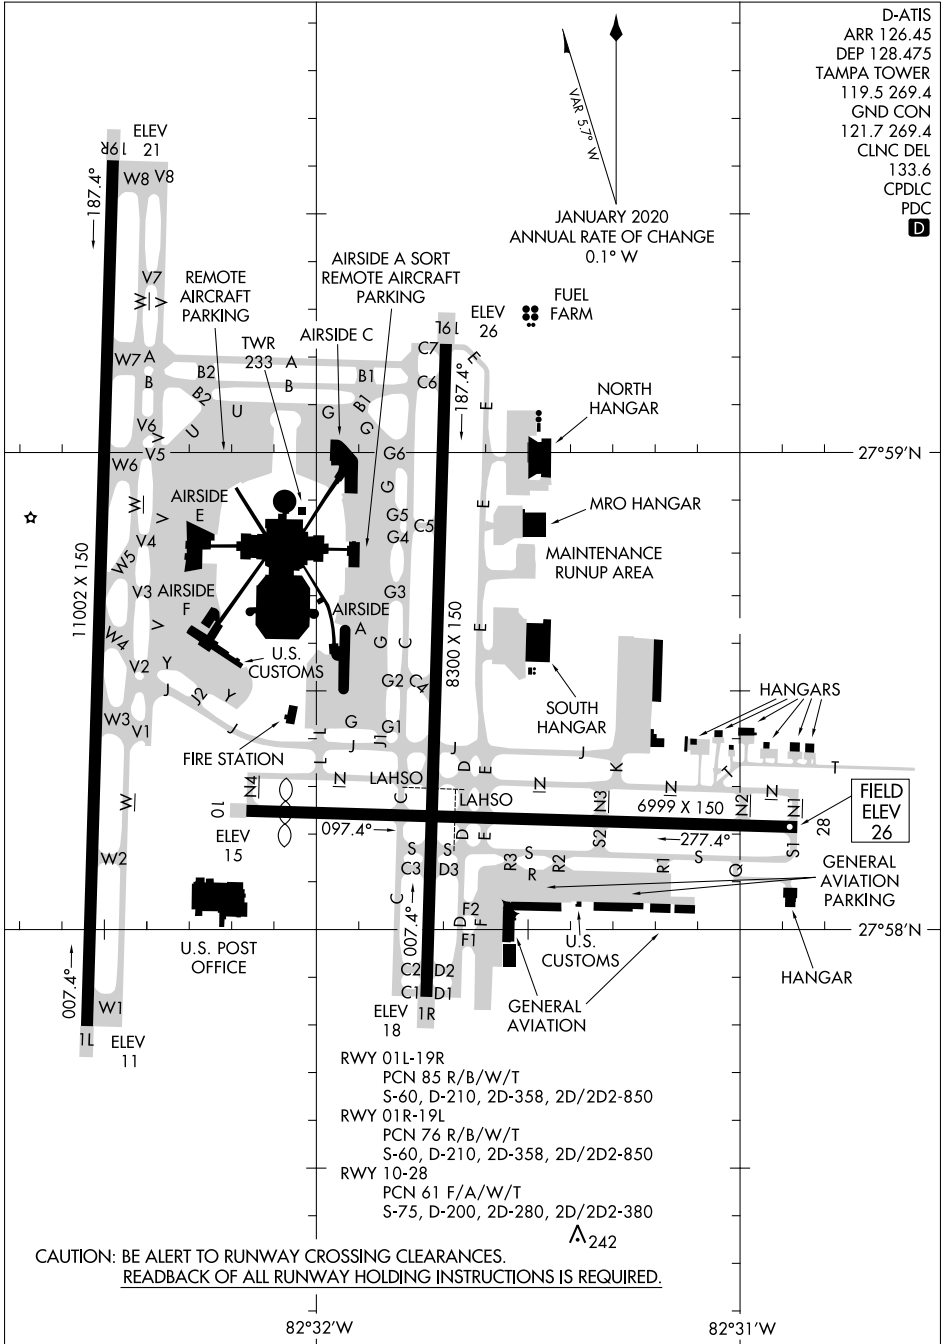 D-ATIS
ARR 126.45
DEP 128.475
TAMPA TOWER
119.5 269.4
GND CON
121.7 269.4
CLNC DEL
133.6
CPDLC
PDC
D
VAR 5.7° W
JANUARY 2020
ANNUAL RATE OF CHANGE
0.1° W
19R
ELEV
21
W8 V8
187.4°
V7
W
V
REMOTE
AIRCRAFT
PARKING
AIRSIDE A SORT
REMOTE AIRCRAFT
PARKING
19L
ELEV
26
FUEL
FARM
TWR
233
AIRSIDE C
C7
E
W7 A
A
B
B2
B
B1
C6
B2
U
G
B1
187.4°
E
NORTH
HANGAR
V6
V
U
G
V5
W6
G6
27°59'N
G
W
V
AIRSIDE
E
G5
C5
E
MRO HANGAR
V4
G4
W5
MAINTENANCE
RUNUP AREA
11002 X 150
V3
AIRSIDE
F
G3
V
AIRSIDE
A
W4
U.S.
CUSTOMS
G
C
8300 X 150
E
V2
Y
J
J2
Y
G2
C4
SOUTH
HANGAR
HANGARS
W3
V1
J
G
G1
FIRE STATION
L
J
J1
J
D
E
J
K
T
T
L
LAHSO
N4
N
C
LAHSO
N
N3
N
N2
N
N1
6999 X 150
W
10
ELEV
15
097.4°
D
E
S2
277.4°
S1
28
FIELD
ELEV
26
W2
S
S
C3
D3
R3
S
R
R2
R1
S
Q
GENERAL
AVIATION
PARKING
C
007.4°
D
F2
F
F1
U.S. POST
OFFICE
U.S.
CUSTOMS
HANGAR
27°58'N
007.4°
C2
D2
W1
C1
D1
1L
ELEV
11
ELEV
18
1R
GENERAL
AVIATION
RWY 01L-19R
PCN 85 R/B/W/T
S-60, D-210, 2D-358, 2D/2D2-850
RWY 01R-19L
PCN 76 R/B/W/T
S-60, D-210, 2D-358, 2D/2D2-850
RWY 10-28
PCN 61 F/A/W/T
S-75, D-200, 2D-280, 2D/2D2-380
242
CAUTION: BE ALERT TO RUNWAY CROSSING CLEARANCES.
READBACK OF ALL RUNWAY HOLDING INSTRUCTIONS IS REQUIRED.
82°32'W
82°31'W